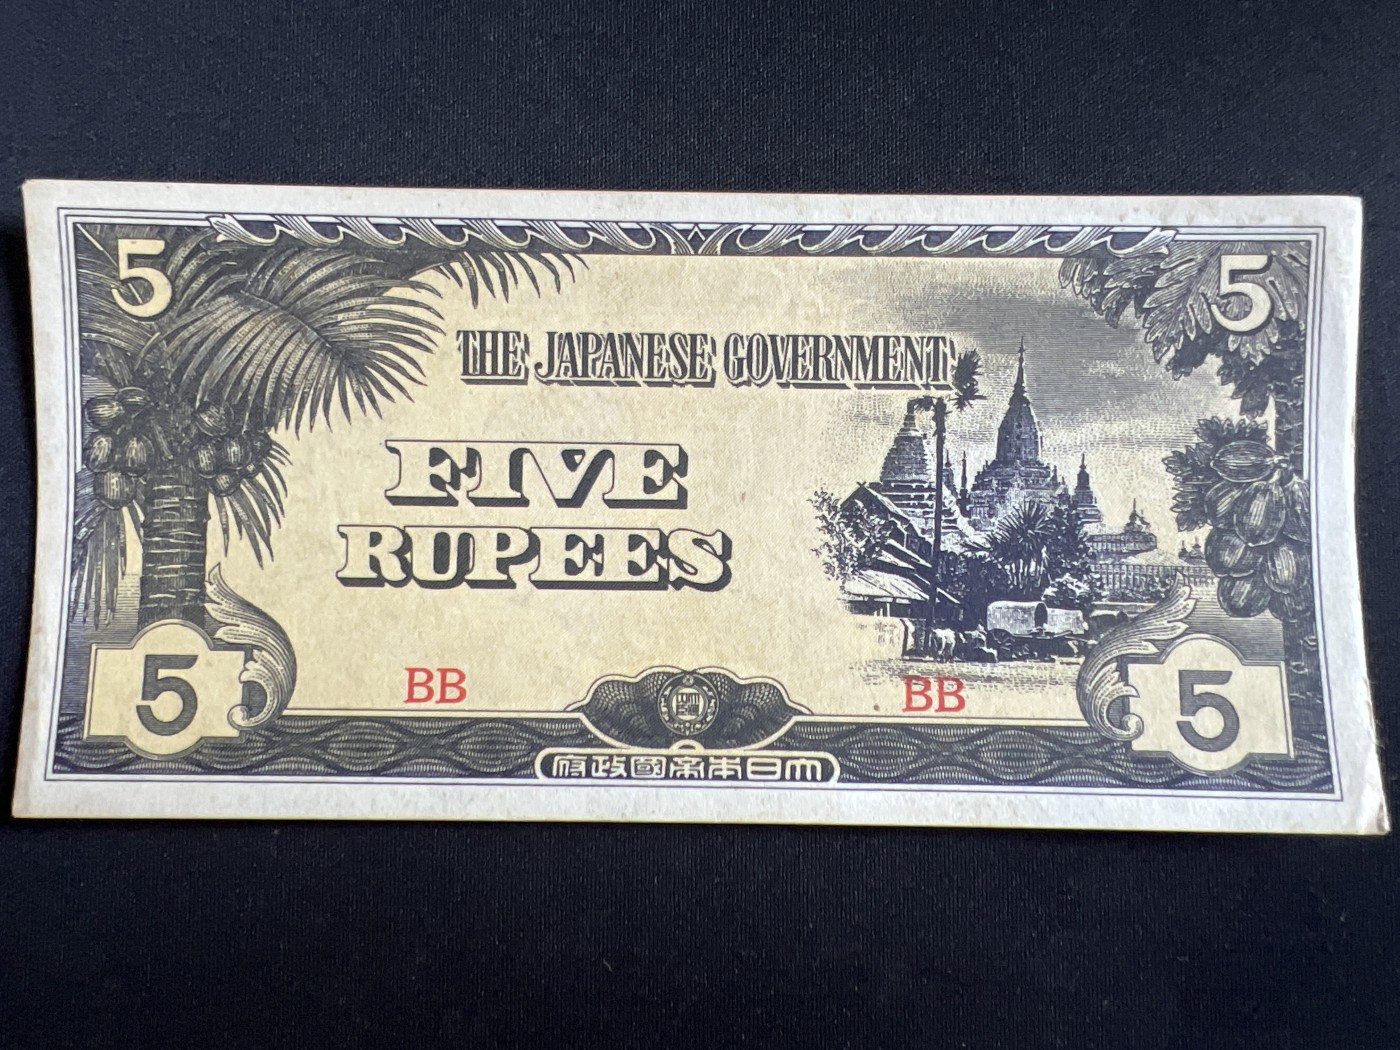 5
5
THE JAPANESE GOVERNMENT
FIVE
RUPEES
BB
BB
5
5
府政國帝本日大